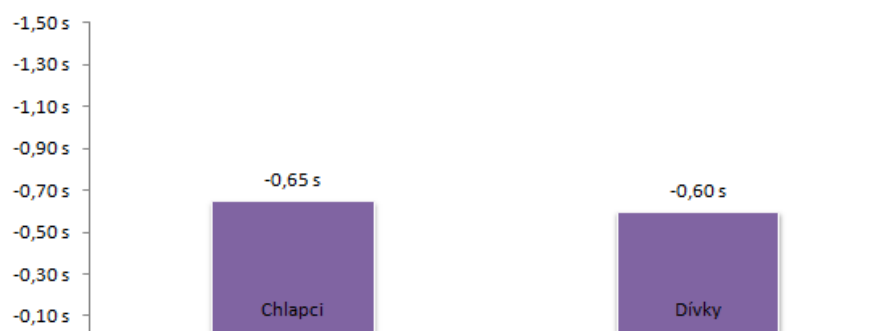 -1,50 s
-1,30 s
-1,10 s
-0,90 s
-0,70 s
-0,50 s
-0,30 s
-0,10 s
-0,65 s
-0,60 s
Chlapci
Dívky